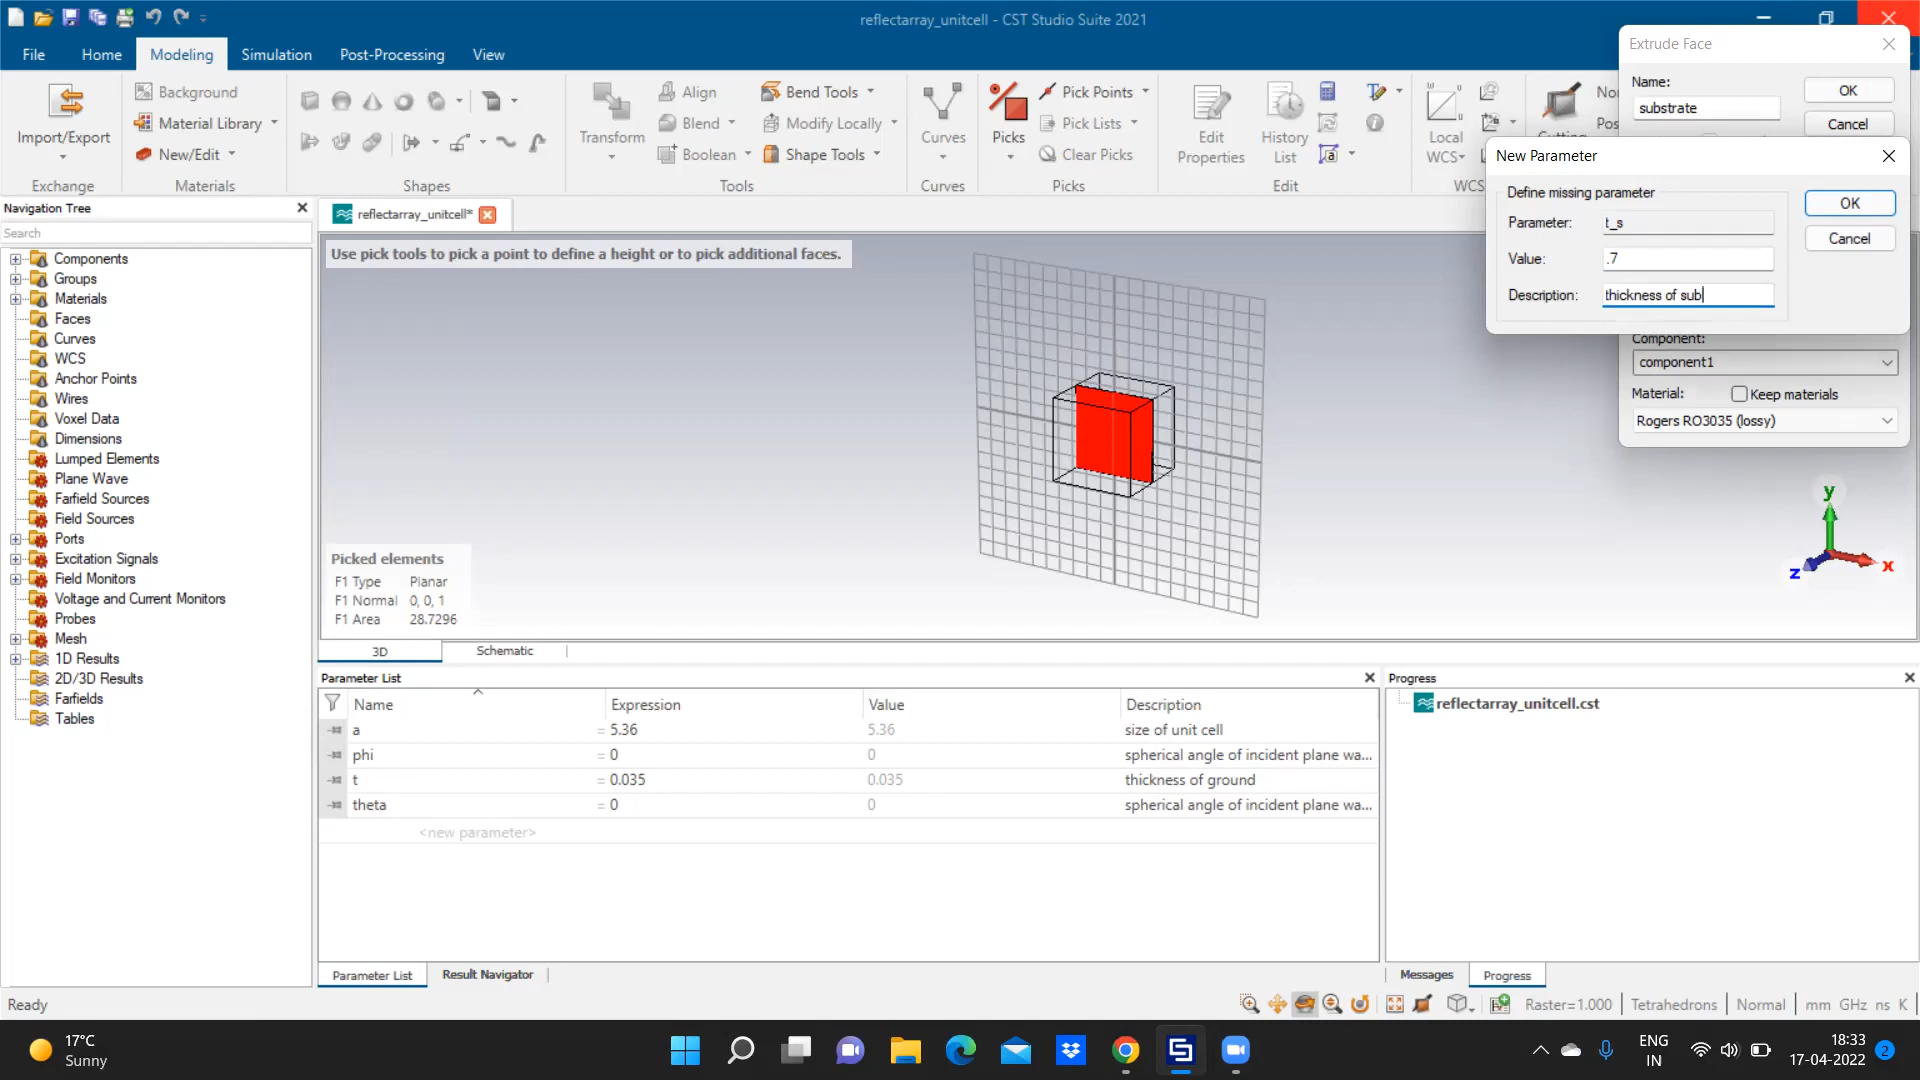 reflectarray_unitcell - CST Studio Suite 2021
File
Home
Modeling
Simulation
Post-Processing
View
Import/Export
Exchange
Background
Material Library
New/Edit
Materials
Shapes
Transform
Align
Blend
Boolean
Bend Tools
Modify Locally
Shape Tools
Tools
Curves
Curves
Picks
Pick Points
Pick Lists
Clear Picks
Picks
Edit
Properties
History
List
Edit
Local
WCS
WCS
Extrude Face
Name:
substrate
OK
Cancel
New Parameter
Define missing parameter
Parameter:
t_s
Value:
.7
Description:
thickness of sub
OK
Cancel
Component:
component1
Material:
Keep materials
Rogers RO3035 (lossy)
Navigation Tree
Search
Components
Groups
Materials
Faces
Curves
WCS
Anchor Points
Wires
Voxel Data
Dimensions
Lumped Elements
Plane Wave
Farfield Sources
Field Sources
Ports
Excitation Signals
Field Monitors
Voltage and Current Monitors
Probes
Mesh
1D Results
2D/3D Results
Farfields
Tables
reflectarray_unitcell*
Use pick tools to pick a point to define a height or to pick additional faces.
Picked elements
F1 Type Planar
F1 Normal 0, 0, 1
F1 Area 28.7296
y
z
x
3D
Schematic
Parameter List
Name Expression Value Description
a = 5.36 5.36 size of unit cell
phi = 0 0 spherical angle of incident plane wa...
t = 0.035 0.035 thickness of ground
theta = 0 0 spherical angle of incident plane wa...
<new parameter>
Parameter List
Result Navigator
Progress
reflectarray_unitcell.cst
Messages
Progress
Ready
Raster=1.000
Tetrahedrons
Normal
mm GHz ns K
17°C
Sunny
ENG
IN
18:33
17-04-2022
2